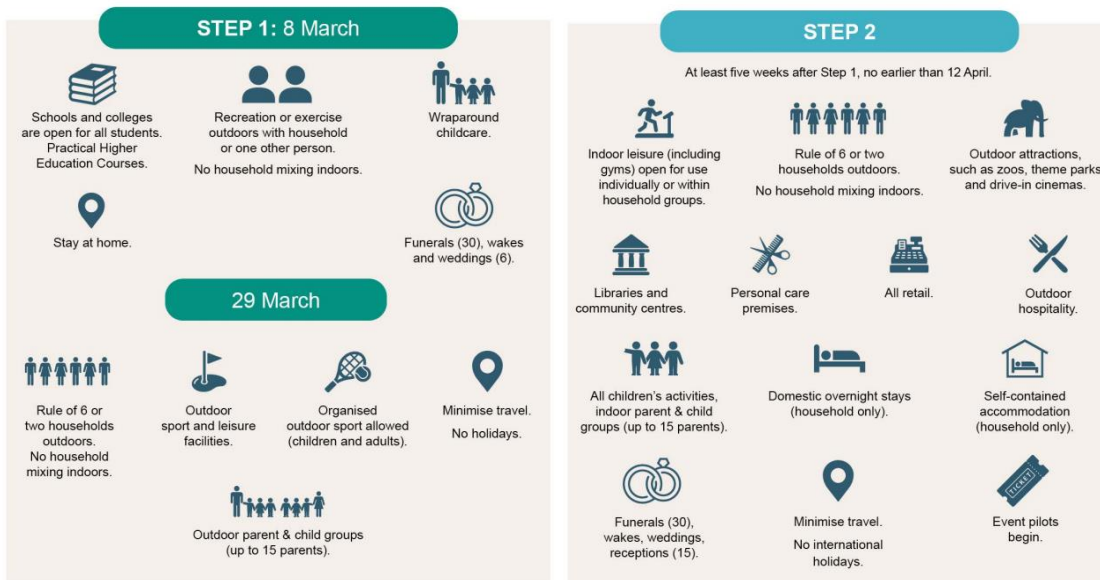 STEP 1: 8 March
Schools and colleges
are open for all students.
Practical Higher
Education Courses.
Recreation or exercise
outdoors with household
or one other person.
No household mixing indoors.
Wraparound
childcare.
Stay at home.
Funerals (30), wakes
and weddings (6).
29 March
Rule of 6 or
two households
outdoors.
No household
mixing indoors.
Outdoor
sport and leisure
facilities.
Organised
outdoor sport allowed
(children and adults).
Minimise travel.
No holidays.
Outdoor parent & child groups
(up to 15 parents).
STEP 2
At least five weeks after Step 1, no earlier than 12 April.
Indoor leisure (including
gyms) open for use
individually or within
household groups.
Rule of 6 or two
households outdoors.
No household mixing indoors.
Outdoor attractions,
such as zoos, theme parks
and drive-in cinemas.
Libraries and
community centres.
Personal care
premises.
All retail.
Outdoor
hospitality.
All children's activities,
indoor parent & child
groups (up to 15 parents).
Domestic overnight stays
(household only).
Self-contained
accommodation
(household only).
Funerals (30),
wakes, weddings,
receptions (15).
Minimise travel.
No international
holidays.
TICKET
Event pilots
begin.